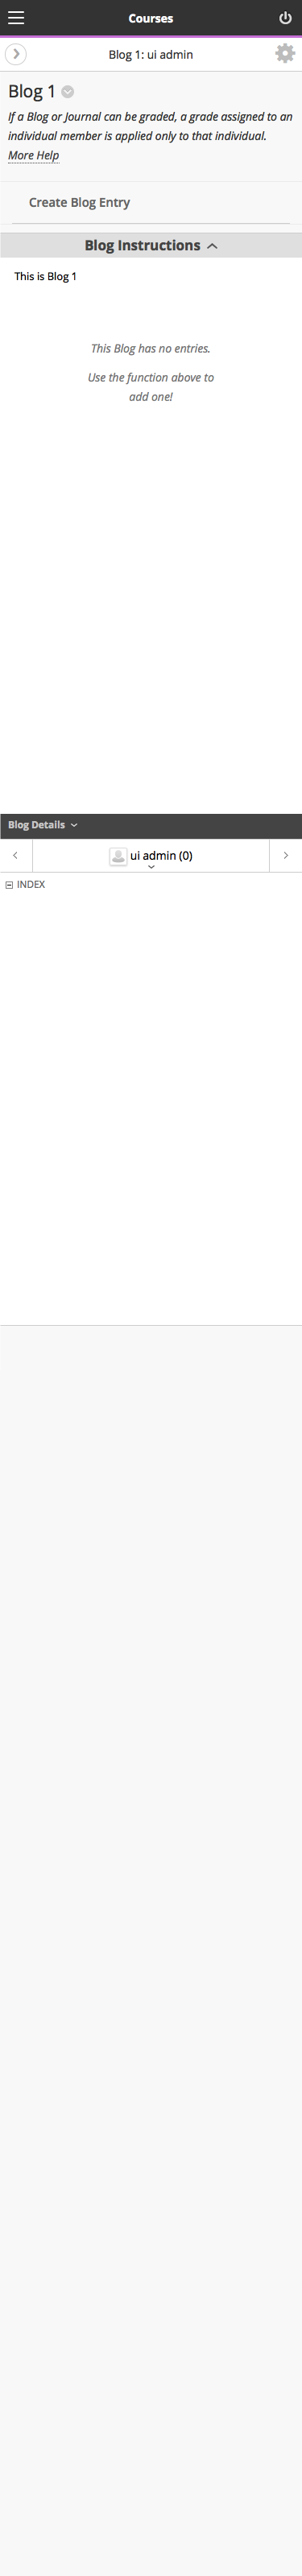 Courses
Blog 1: ui admin
Blog 1
If a Blog or Journal can be graded, a grade assigned to an
individual member is applied only to that individual.
More Help
Create Blog Entry
Blog Instructions
This is Blog 1
This Blog has no entries.
Use the function above to
add one!
Blog Details
ui admin (0)
INDEX